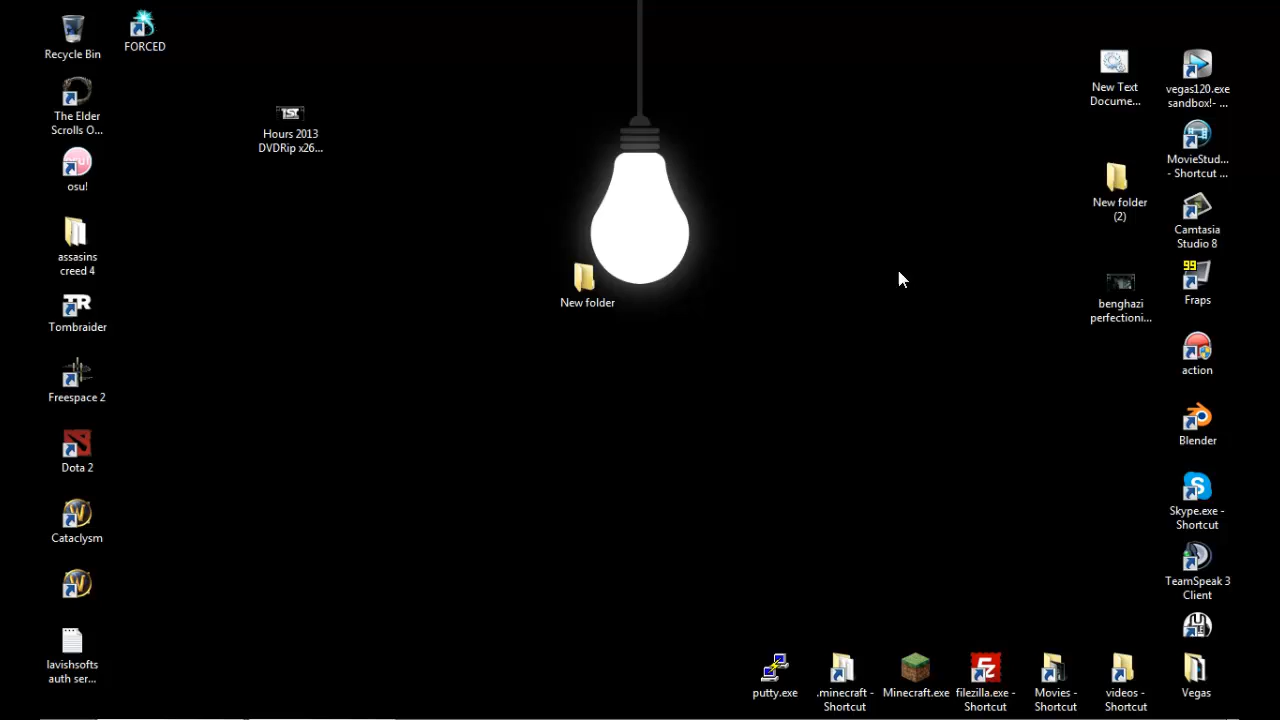 Recycle Bin
FORCED
The Elder
Scrolls O...
osu!
assasins
creed 4
TR
Tombraider
Freespace 2
Dota 2
Cataclysm
lavishsofts
auth ser...
1ST
Hours 2013
DVDRip x26...
New folder
New Text
Docume...
New folder
(2)
benghazi
perfectioni...
vegas120.exe
sandbox!- ...
MovieStud...
- Shortcut ...
Camtasia
Studio 8
99
Fraps
action
Blender
Skype.exe -
Shortcut
TeamSpeak 3
Client
putty.exe
.minecraft -
Shortcut
Minecraft.exe
filezilla.exe -
Shortcut
Movies -
Shortcut
videos -
Shortcut
Vegas